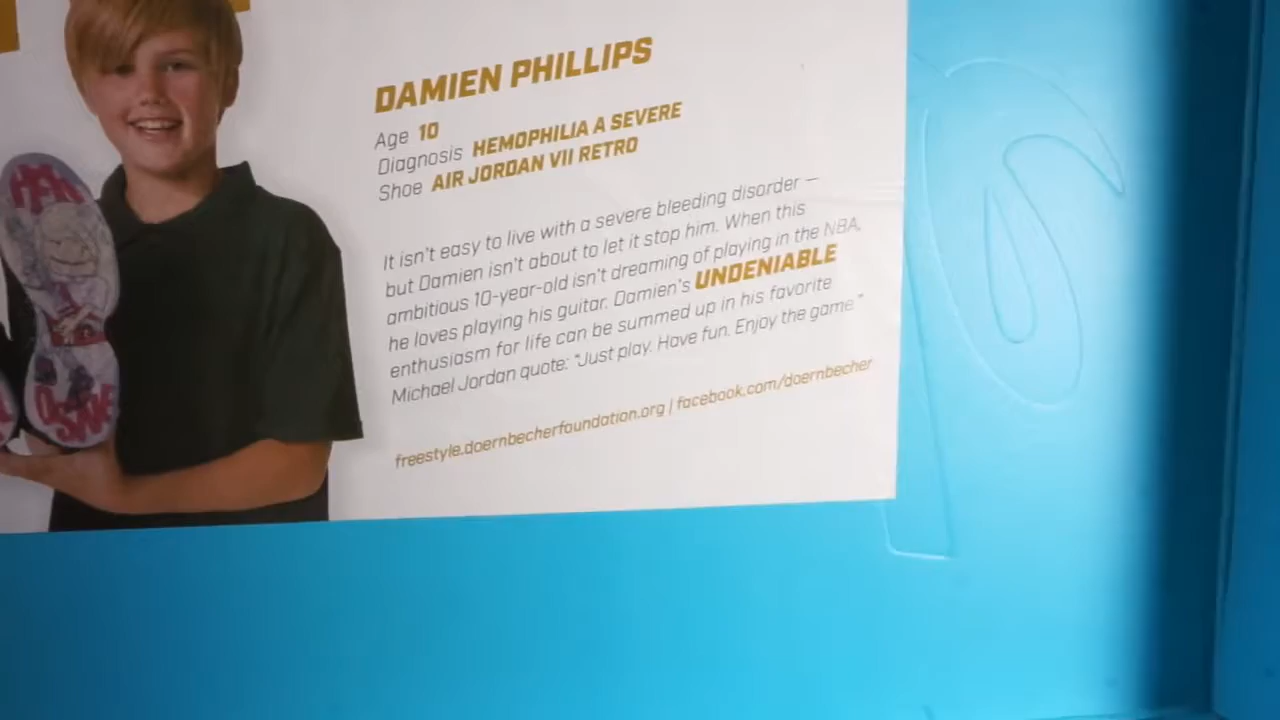 DAMIEN PHILLIPS
Age 10
Diagnosis HEMOPHILIA A SEVERE
Shoe AIR JORDAN VII RETRO
It isn't easy to live with a severe bleeding disorder –
but Damien isn't about to let it stop him. When this
ambitious 10-year-old isn't dreaming of playing in the NBA,
he loves playing his guitar. Damien's UNDENIABLE
enthusiasm for life can be summed up in his favorite
Michael Jordan quote: "Just play. Have fun. Enjoy the game."
freestyle.doernbecherfoundation.org | facebook.com/doernbecher